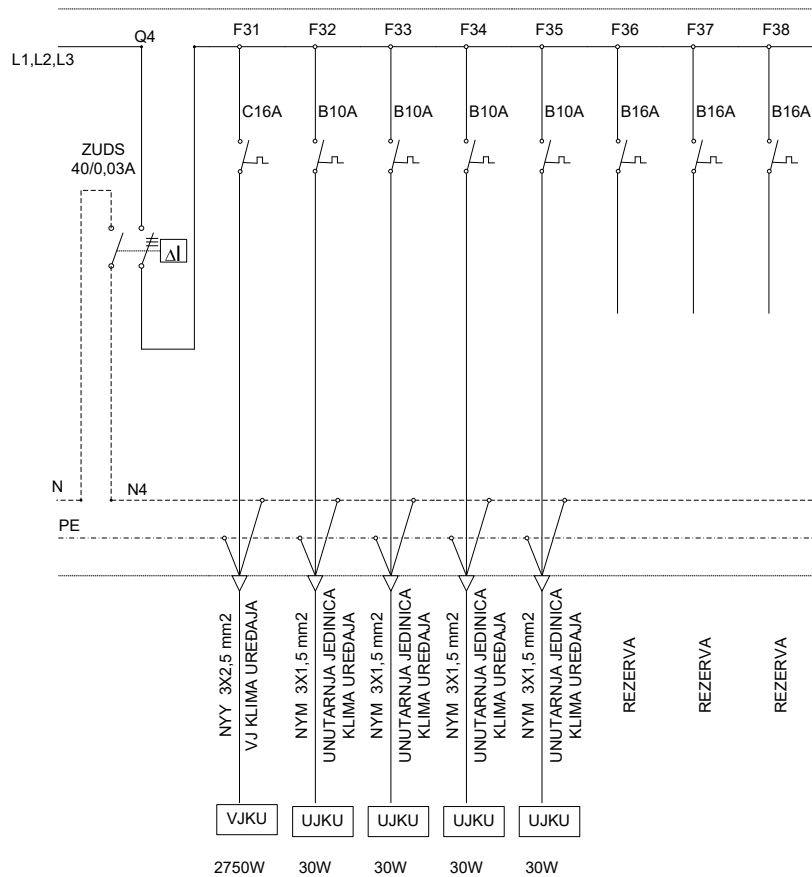 Q4
F31
F32
F33
F34
F35
F36
F37
F38
L1,L2,L3
C16A
B10A
B10A
B10A
B10A
B16A
B16A
B16A
ZUDS
40/0,03A
ΔI
N
N4
PE
NYY 3X2,5 mm2
VJ KLIMA UREĐAJA
NYM 3X1,5 mm2
UNUTARNJA JEDINICA
KLIMA UREĐAJA
NYM 3X1,5 mm2
UNUTARNJA JEDINICA
KLIMA UREĐAJA
NYM 3X1,5 mm2
UNUTARNJA JEDINICA
KLIMA UREĐAJA
NYM 3X1,5 mm2
UNUTARNJA JEDINICA
KLIMA UREĐAJA
REZERVA
REZERVA
REZERVA
VJKU
UJKU
UJKU
UJKU
UJKU
2750W
30W
30W
30W
30W